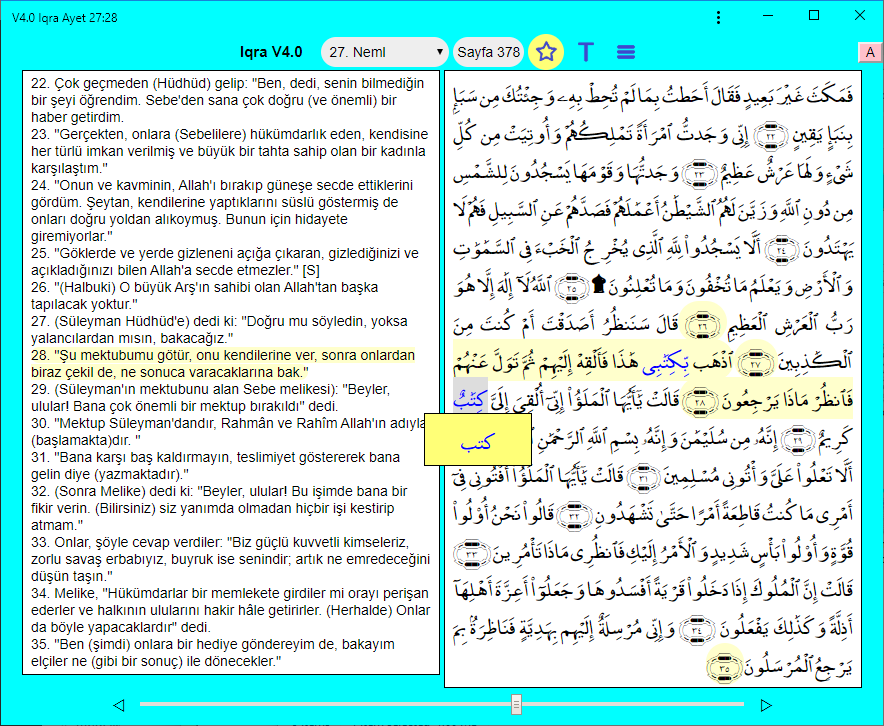 V4.0 Iqra Ayet 27:28
Iqra V4.0
27. Neml
Sayfa 378
T
A
22. Çok geçmeden (Hüdhüd) gelip: "Ben, dedi, senin bilmediğin
bir şeyi öğrendim. Sebe'den sana çok doğru (ve önemli) bir
haber getirdim.
23. "Gerçekten, onlara (Sebelilere) hükümdarlık eden, kendisine
her türlü imkan verilmiş ve büyük bir tahta sahip olan bir kadınla
karşılaştım."
24. "Onun ve kavminin, Allah'ı bırakıp güneşe secde ettiklerini
gördüm. Şeytan, kendilerine yaptıklarını süslü göstermiş de
onları doğru yoldan alıkoymuş. Bunun için hidayete
giremiyorlar."
25. "Göklerde ve yerde gizleneni açığa çıkaran, gizlediğinizi ve
açıkladığınızı bilen Allah'a secde etmezler." [S]
26. "(Halbuki) O büyük Arş'ın sahibi olan Allah'tan başka
tapılacak yoktur."
27. (Süleyman Hüdhüd'e) dedi ki: "Doğru mu söyledin, yoksa
yalancılardan mısın, bakacağız."
28. "Şu mektubumu götür, onu kendilerine ver, sonra onlardan
biraz çekil de, ne sonuca varacaklarına bak."
29. (Süleyman'ın mektubunu alan Sebe melikesi): "Beyler,
ulular! Bana çok önemli bir mektup bırakıldı" dedi.
30. "Mektup Süleyman'dandır, Rahmân ve Rahîm Allah'ın adıyla
(başlamakta)dır. "
31. "Bana karşı baş kaldırmayın, teslimiyet göstererek bana
gelin diye (yazmaktadır)."
32. (Sonra Melike) dedi ki: "Beyler, ulular! Bu işimde bana bir
fikir verin. (Bilirsiniz) siz yanımda olmadan hiçbir işi kestirip
atmam."
33. Onlar, şöyle cevap verdiler: "Biz güçlü kuvvetli kimseleriz,
zorlu savaş erbabıyız, buyruk ise senindir; artık ne emredeceğini
düşün taşın."
34. Melike, "Hükümdarlar bir memlekete girdiler mi orayı perişan
ederler ve halkının ulularını hakir hâle getirirler. (Herhalde) Onlar
da böyle yapacaklardır" dedi.
35. "Ben (şimdi) onlara bir hediye göndereyim de, bakayım
elçiler ne (gibi bir sonuç) ile dönecekler."
فَمَكَثَ غَيْرَ بَعِيدٍ فَقَالَ أَحَطتُ بِمَا لَمْ تُحِطْ بِهِۦ وَجِئْتُكَ مِن سَبَإٍ
بِنَبَإٍ يَقِينٍ ٢٢ إِنِّى وَجَدتُّ ٱمْرَأَةً تَمْلِكُهُمْ وَأُوتِيَتْ مِن كُلِّ
شَىْءٍ وَلَهَا عَرْشٌ عَظِيمٌ ٢٣ وَجَدتُّهَا وَقَوْمَهَا يَسْجُدُونَ لِلشَّمْسِ
مِن دُونِ ٱللَّهِ وَزَيَّنَ لَهُمُ ٱلشَّيْطَٰنُ أَعْمَٰلَهُمْ فَصَدَّهُمْ عَنِ ٱلسَّبِيلِ فَهُمْ لَا
يَهْتَدُونَ ٢٤ أَلَّا يَسْجُدُوا۟ لِلَّهِ ٱلَّذِى يُخْرِجُ ٱلْخَبْءَ فِى ٱلسَّمَٰوَٰتِ
وَٱلْأَرْضِ وَيَعْلَمُ مَا تُخْفُونَ وَمَا تُعْلِنُونَ ٢٥ ٱللَّهُ لَآ إِلَٰهَ إِلَّا هُوَ
رَبُّ ٱلْعَرْشِ ٱلْعَظِيمِ ٢٦ قَالَ سَنَنظُرُ أَصَدَقْتَ أَمْ كُنتَ مِنَ
ٱلْكَٰذِبِينَ ٢٧ ٱذْهَب بِّكِتَٰبِى هَٰذَا فَأَلْقِهْ إِلَيْهِمْ ثُمَّ تَوَلَّ عَنْهُمْ
فَٱنظُرْ مَاذَا يَرْجِعُونَ ٢٨ قَالَتْ يَٰٓأَيُّهَا ٱلْمَلَؤُا۟ إِنِّىٓ أُلْقِىَ إِلَىَّ كِتَٰبٌ
كَرِيمٌ ٢٩ إِنَّهُۥ مِن سُلَيْمَٰنَ وَإِنَّهُۥ بِسْمِ ٱللَّهِ ٱلرَّحْمَٰنِ
كتب
أَلَّا تَعْلُوا۟ عَلَىَّ وَأْتُونِى مُسْلِمِينَ ٣١ قَالَتْ يَٰٓأَيُّهَا ٱلْمَلَؤُا۟ أَفْتُونِى فِىٓ
أَمْرِى مَا كُنتُ قَاطِعَةً أَمْرًا حَتَّىٰ تَشْهَدُونِ ٣٢ قَالُوا۟ نَحْنُ أُو۟لُوا۟
قُوَّةٍ وَأُو۟لُوا۟ بَأْسٍ شَدِيدٍ وَٱلْأَمْرُ إِلَيْكِ فَٱنظُرِى مَاذَا تَأْمُرِينَ ٣٣
قَالَتْ إِنَّ ٱلْمُلُوكَ إِذَا دَخَلُوا۟ قَرْيَةً أَفْسَدُوهَا وَجَعَلُوٓا۟ أَعِزَّةَ أَهْلِهَآ
أَذِلَّةً وَكَذَٰلِكَ يَفْعَلُونَ ٣٤ وَإِنِّى مُرْسِلَةٌ إِلَيْهِم بِهَدِيَّةٍ فَنَاظِرَةٌۢ بِمَ
يَرْجِعُ ٱلْمُرْسَلُونَ ٣٥